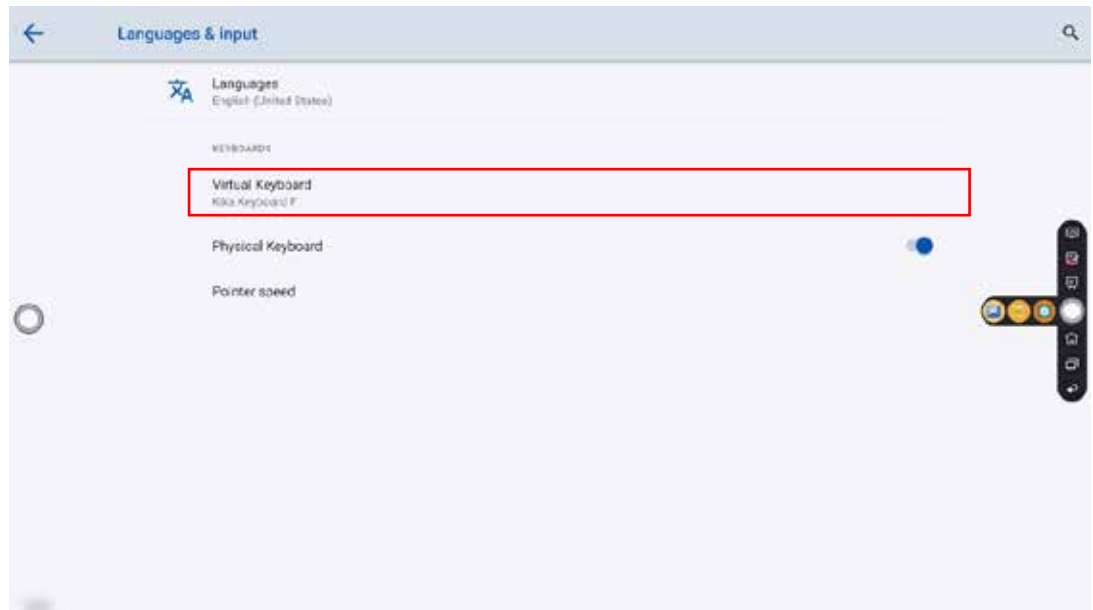 Languages & input
Languages
English (United States)
KEYBOARDS
Virtual Keyboard
Kika Keyboard F
Physical Keyboard
Pointer speed